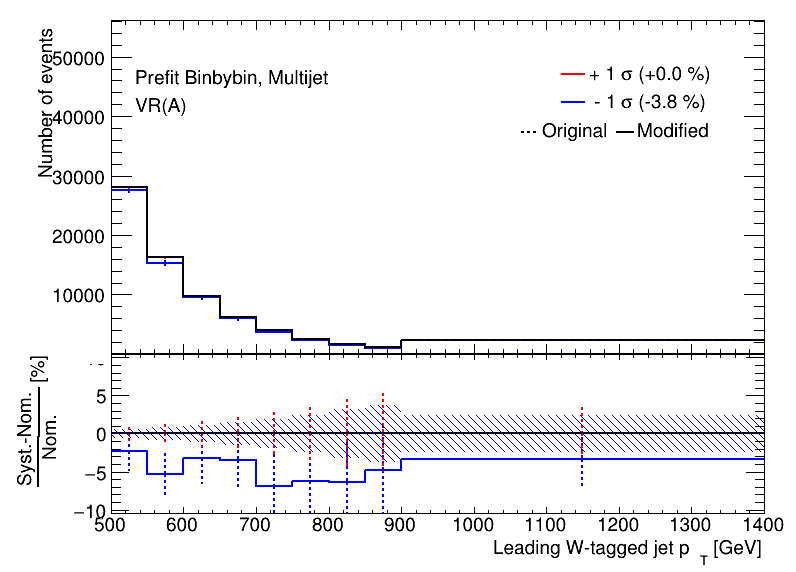 Number of events
50000
40000
30000
20000
10000
Prefit Binbybin, Multijet
VR(A)
+ 1 σ (+0.0 %)
- 1 σ (-3.8 %)
Original Modified
Syst.-Nom.
Nom.
[%]
5
0
−5
−10
500 600 700 800 900 1000 1100 1200 1300 1400
Leading W-tagged jet p T [GeV]